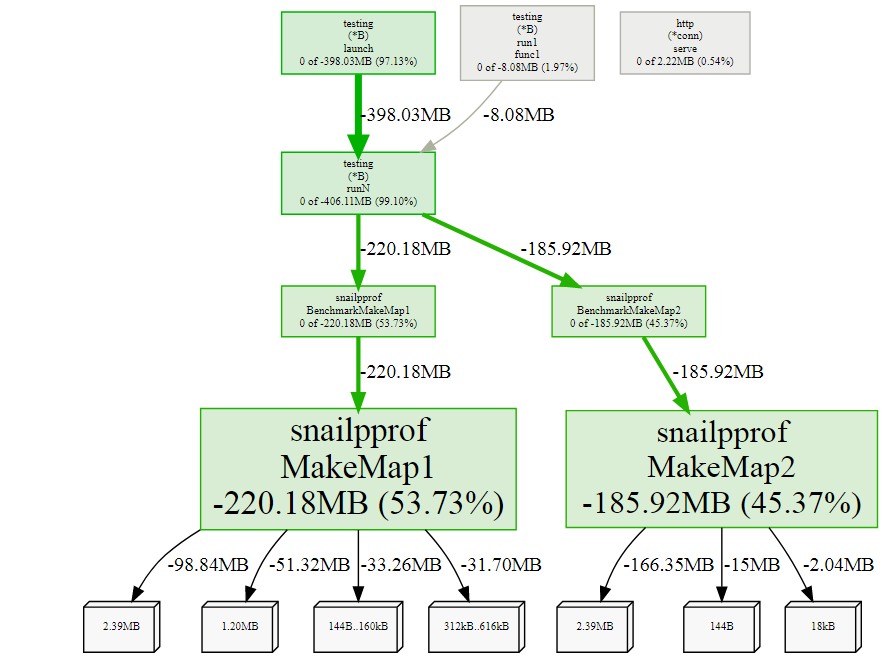 testing
(*B)
launch
0 of -398.03MB (97.13%)
testing
(*B)
run1
func1
0 of -8.08MB (1.97%)
http
(*conn)
serve
0 of 2.22MB (0.54%)
-398.03MB
-8.08MB
testing
(*B)
runN
0 of -406.11MB (99.10%)
-220.18MB
-185.92MB
snailpprof
BenchmarkMakeMap1
0 of -220.18MB (53.73%)
snailpprof
BenchmarkMakeMap2
0 of -185.92MB (45.37%)
-220.18MB
-185.92MB
snailpprof
MakeMap1
-220.18MB (53.73%)
snailpprof
MakeMap2
-185.92MB (45.37%)
-98.84MB
-51.32MB
-33.26MB
-31.70MB
-166.35MB
-15MB
-2.04MB
2.39MB
1.20MB
144B..160kB
312kB..616kB
2.39MB
144B
18kB